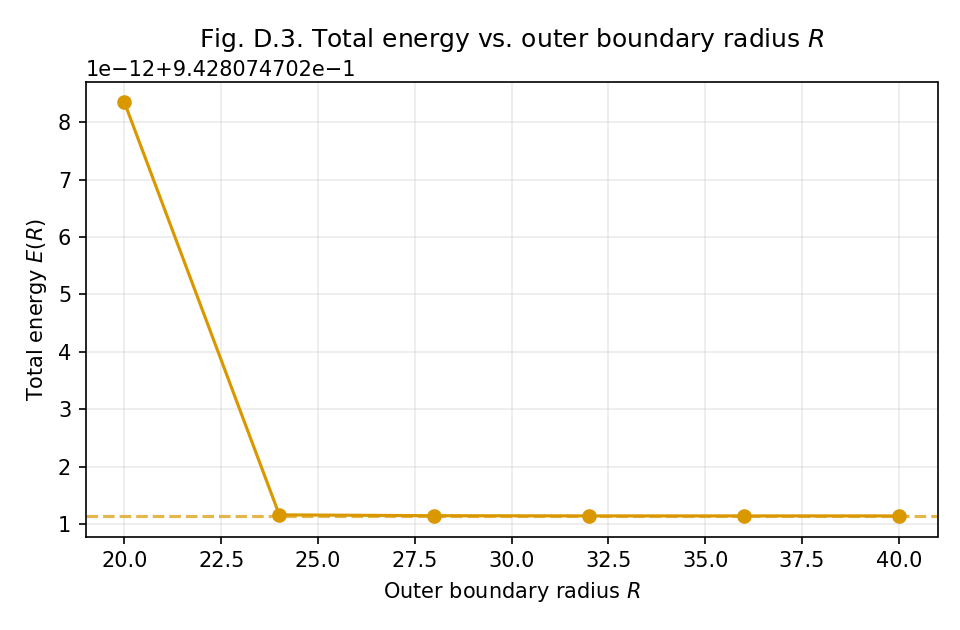 Fig. D.3. Total energy vs. outer boundary radius R
1e−12+9.428074702e−1
8
7
6
5
4
3
2
1
Total energy E(R)
20.0 22.5 25.0 27.5 30.0 32.5 35.0 37.5 40.0
Outer boundary radius R